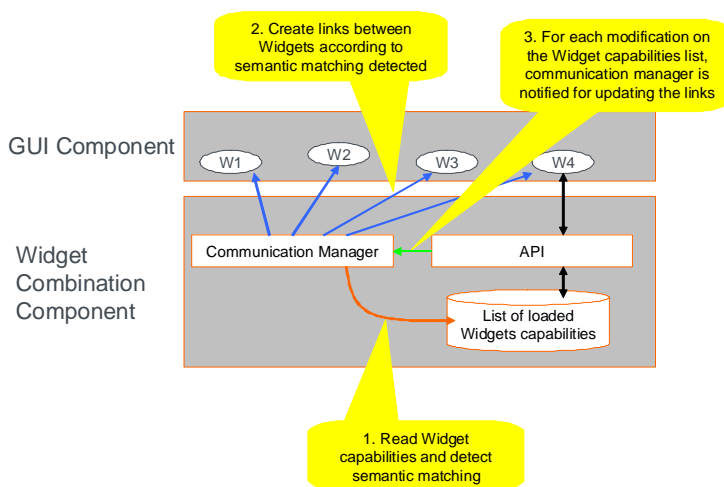 2. Create links between
Widgets according to
semantic matching detected
3. For each modification on
the Widget capabilities list,
communication manager is
notified for updating the links
GUI Component
W1
W2
W3
W4
Widget
Combination
Component
Communication Manager
API
List of loaded
Widgets capabilities
1. Read Widget
capabilities and detect
semantic matching